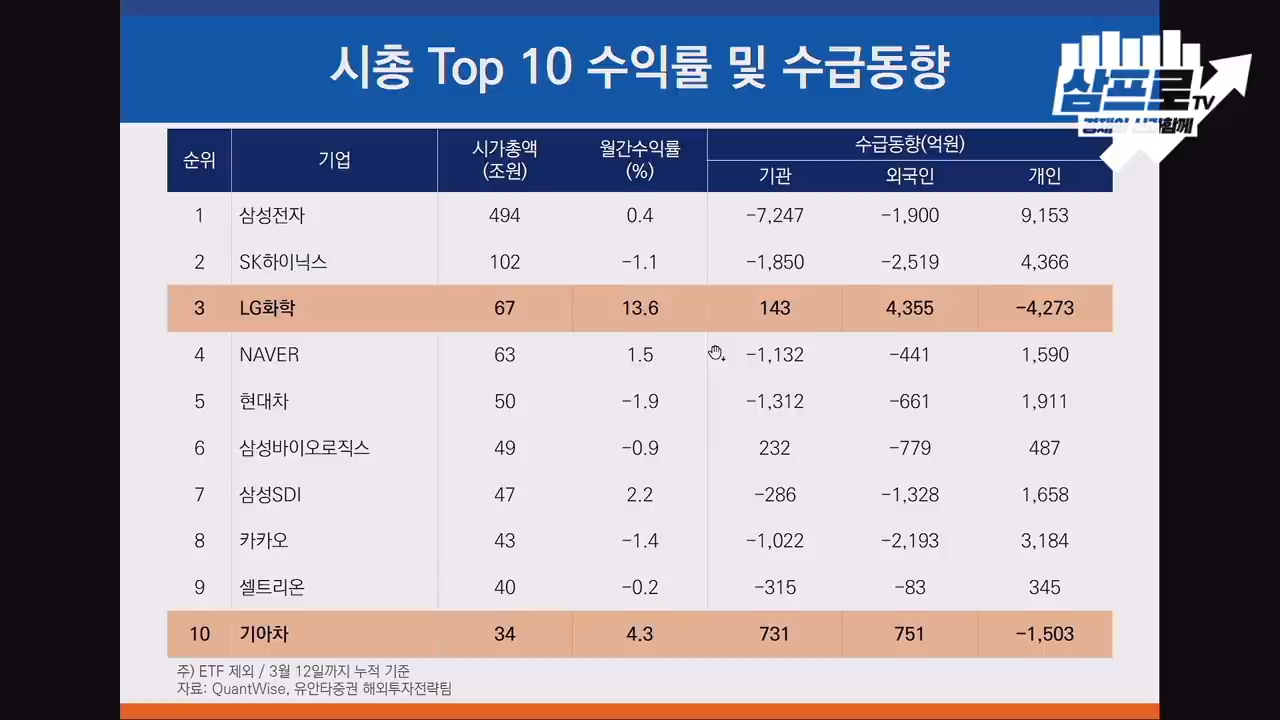 시총 Top 10 수익률 및 수급동향
삼프로TV
경제의 신과함께
순위 기업 시가총액 (조원) 월간수익률 (%) 수급동향(억원)
기관 외국인 개인
1 삼성전자 494 0.4 -7,247 -1,900 9,153
2 SK하이닉스 102 -1.1 -1,850 -2,519 4,366
3 LG화학 67 13.6 143 4,355 -4,273
4 NAVER 63 1.5 -1,132 -441 1,590
5 현대차 50 -1.9 -1,312 -661 1,911
6 삼성바이오로직스 49 -0.9 232 -779 487
7 삼성SDI 47 2.2 -286 -1,328 1,658
8 카카오 43 -1.4 -1,022 -2,193 3,184
9 셀트리온 40 -0.2 -315 -83 345
10 기아차 34 4.3 731 751 -1,503
주) ETF 제외 / 3월 12일까지 누적 기준
자료: QuantWise, 유안타증권 해외투자전략팀